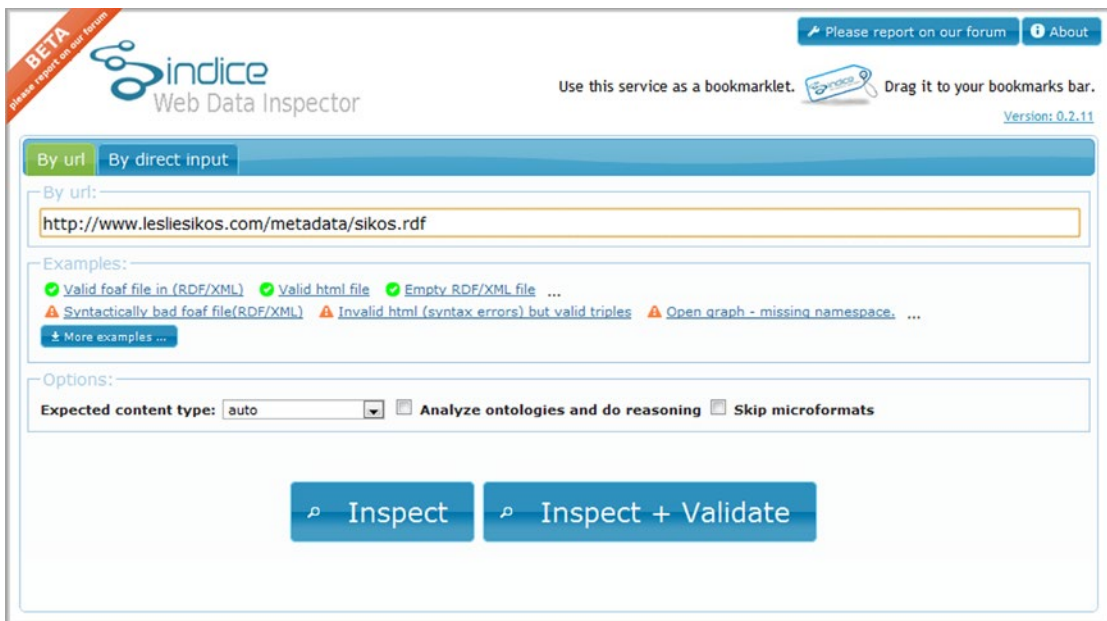 BETA
please report on our forum
Please report on our forum
About
sindice
Web Data Inspector
Use this service as a bookmarklet. sindice Drag it to your bookmarks bar.
Version: 0.2.11
By url By direct input
By url:
http://www.lesliesikos.com/metadata/sikos.rdf
Examples:
Valid foaf file in (RDF/XML) Valid html file Empty RDF/XML file ...
Syntactically bad foaf file(RDF/XML) Invalid html (syntax errors) but valid triples Open graph - missing namespace. ...
More examples ...
Options:
Expected content type: auto Analyze ontologies and do reasoning Skip microformats
Inspect Inspect + Validate